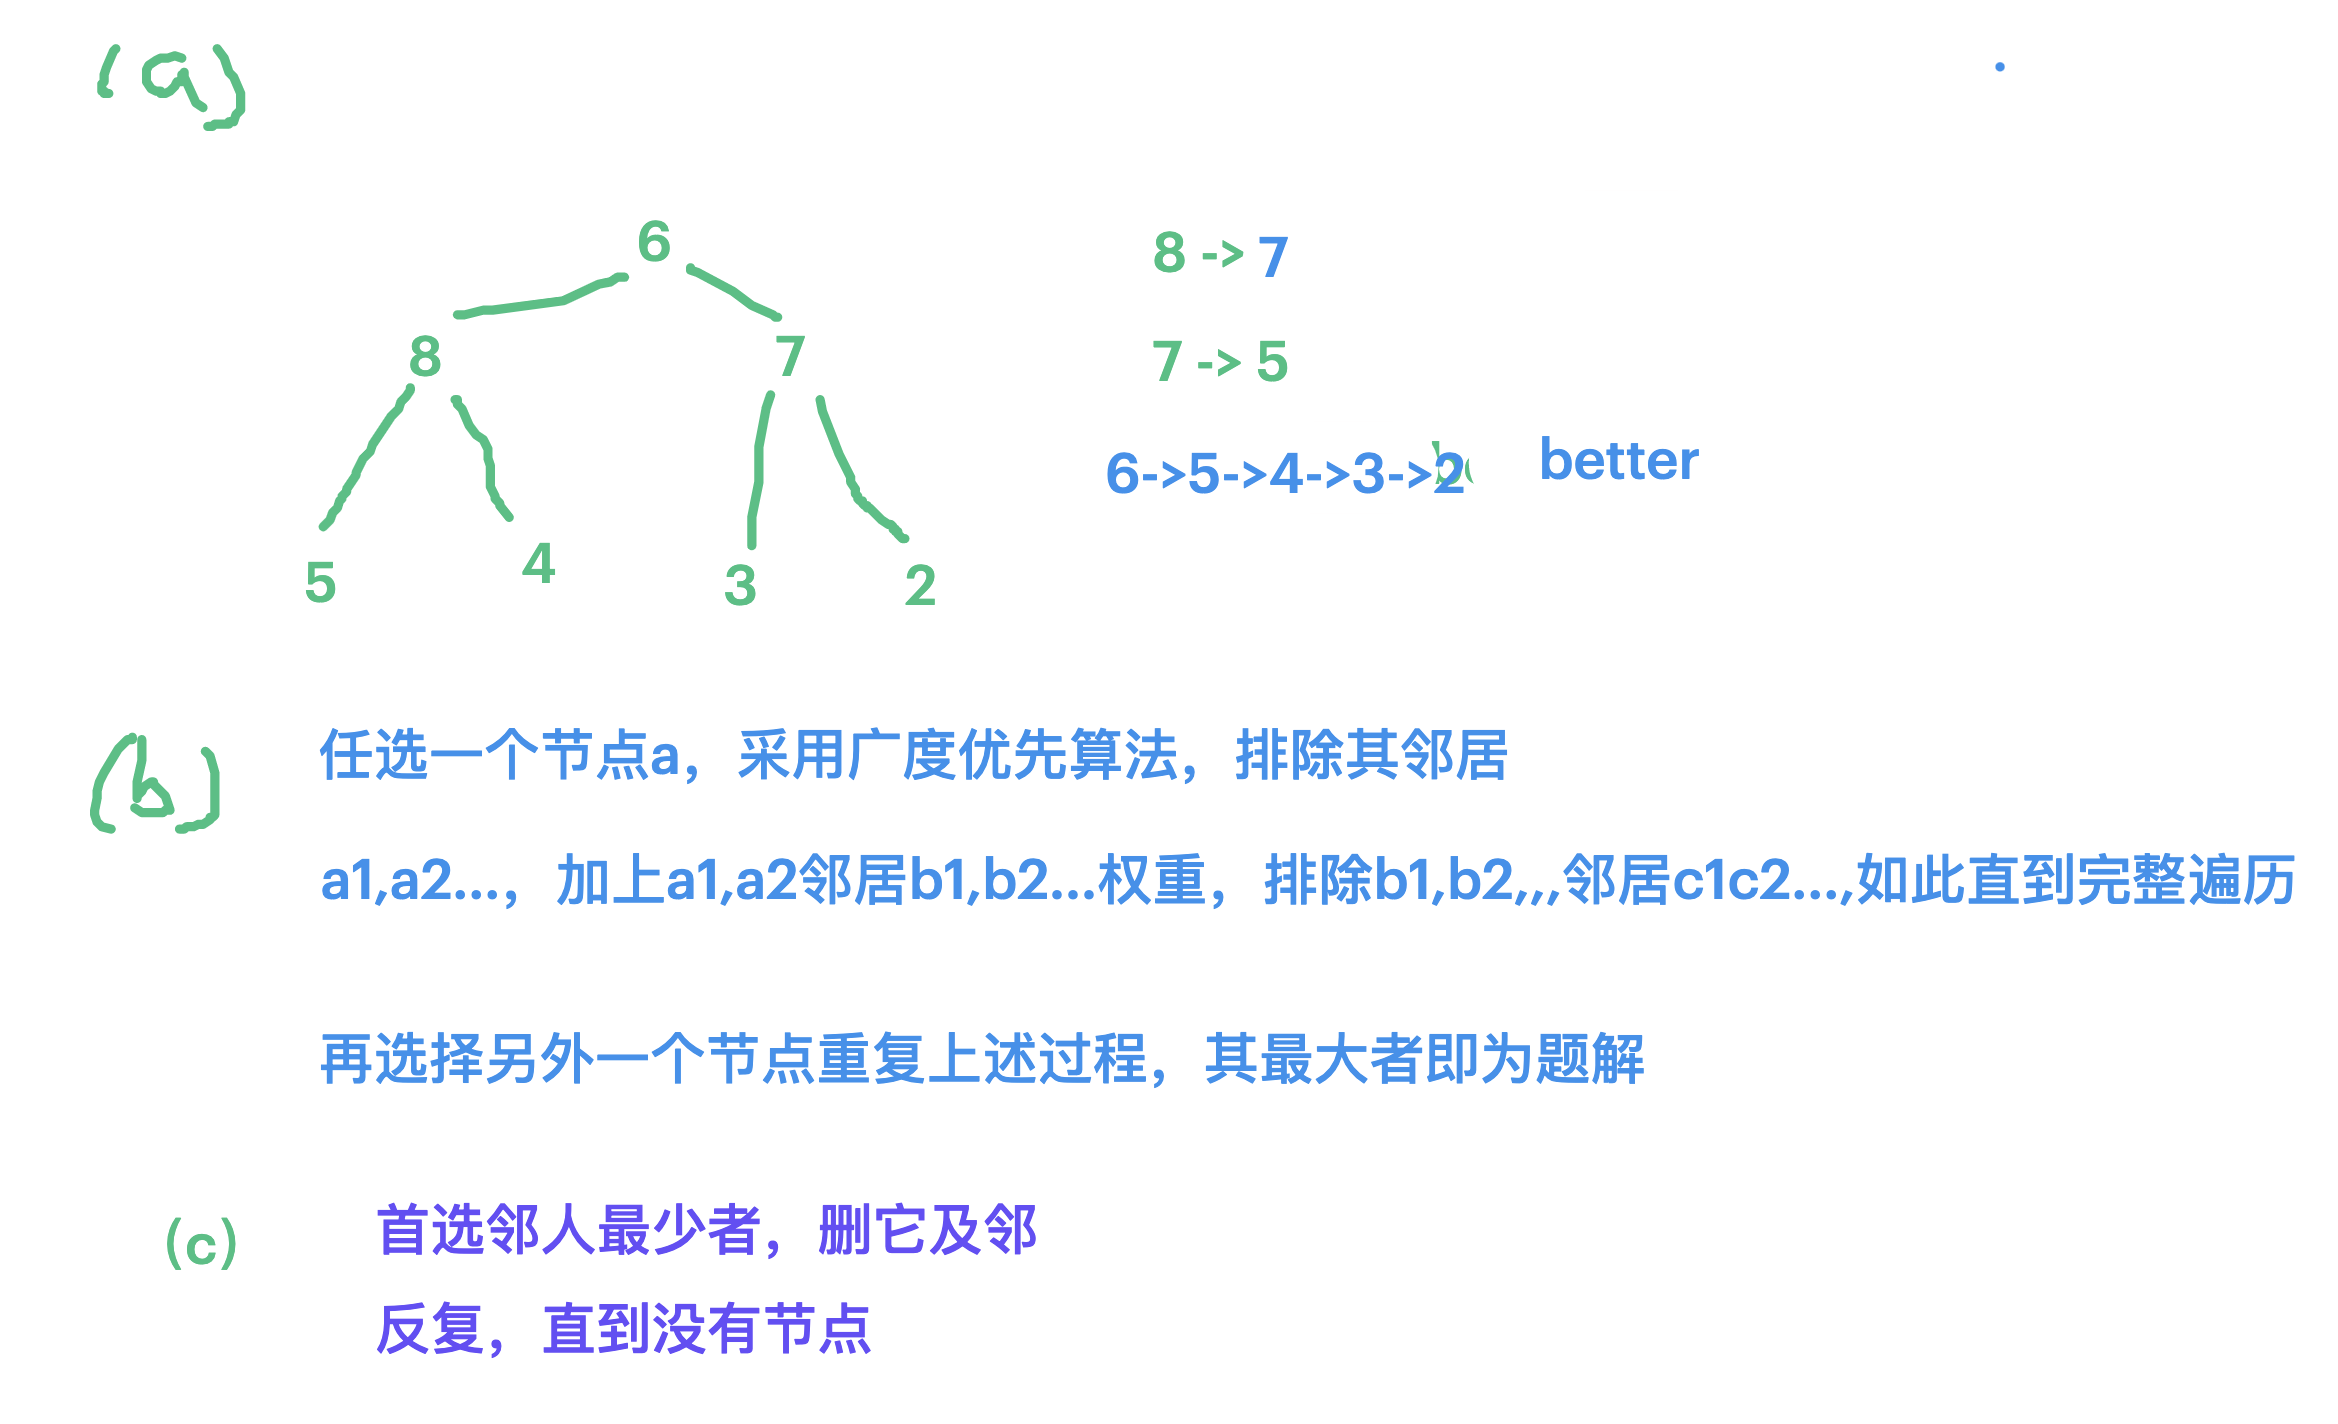 (a)
6
8 -> 7
8 7
7 -> 5
6->5->4->3->2 better
5 4 3 2
(b)
任选一个节点a，采用广度优先算法，排除其邻居
a1,a2...，加上a1,a2邻居b1,b2...权重，排除b1,b2,,,邻居c1c2...,如此直到完整遍历
再选择另外一个节点重复上述过程，其最大者即为题解
(c)
首选邻人最少者，删它及邻
反复，直到没有节点